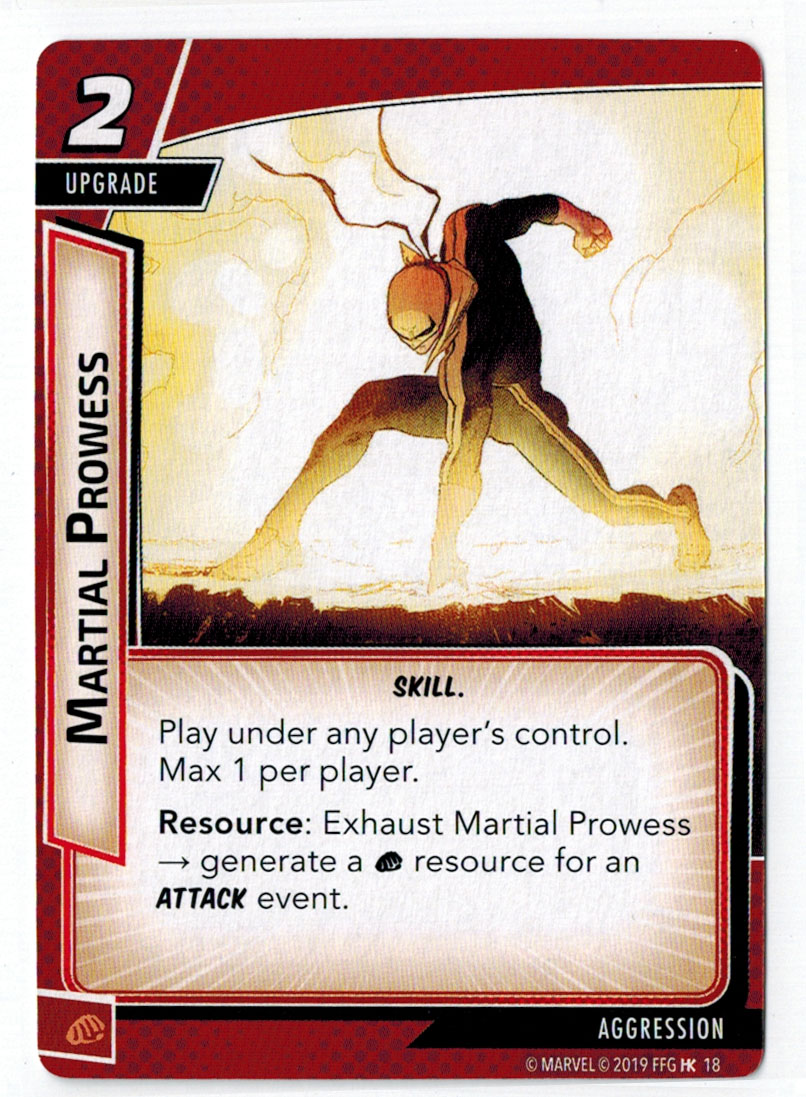 2
UPGRADE
MARTIAL PROWESS
SKILL.
Play under any player's control.
Max 1 per player.
Resource: Exhaust Martial Prowess
→ generate a resource for an
ATTACK event.
AGGRESSION
© MARVEL © 2019 FFG HK 18